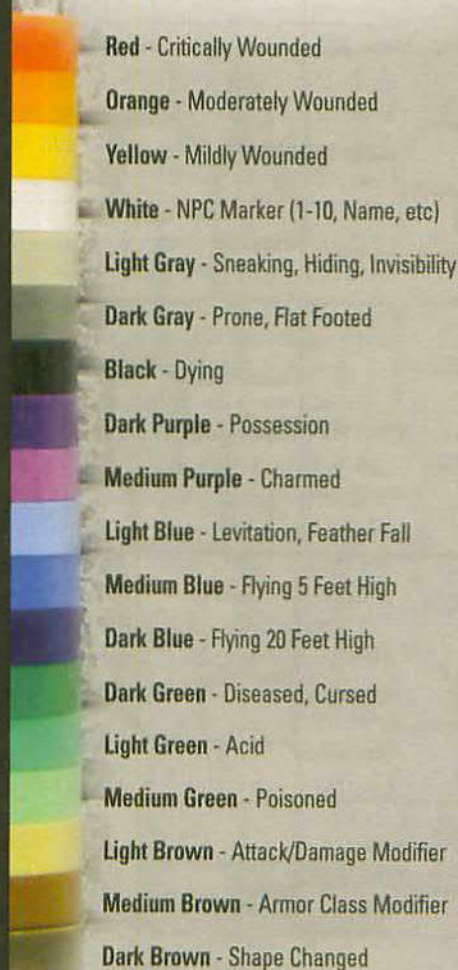 Red - Critically Wounded
Orange - Moderately Wounded
Yellow - Mildly Wounded
White - NPC Marker (1-10, Name, etc)
Light Gray - Sneaking, Hiding, Invisibility
Dark Gray - Prone, Flat Footed
Black - Dying
Dark Purple - Possession
Medium Purple - Charmed
Light Blue - Levitation, Feather Fall
Medium Blue - Flying 5 Feet High
Dark Blue - Flying 20 Feet High
Dark Green - Diseased, Cursed
Light Green - Acid
Medium Green - Poisoned
Light Brown - Attack/Damage Modifier
Medium Brown - Armor Class Modifier
Dark Brown - Shape Changed